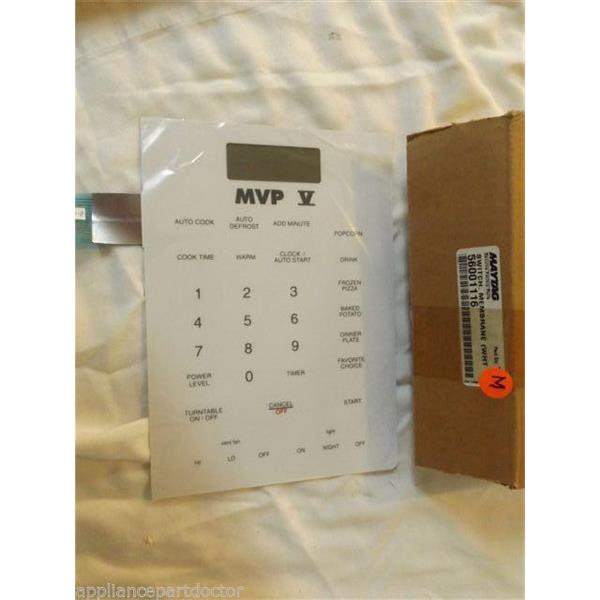 MVP V
AUTO COOK
AUTO DEFROST
ADD MINUTE
POPCORN
COOK TIME
WARM
CLOCK / AUTO START
DRINK
1 2 3
FROZEN PIZZA
4 5 6
BAKED POTATO
7 8 9
DINNER PLATE
POWER LEVEL
0
TIMER
FAVORITE CHOICE
TURNTABLE ON / OFF
CANCEL
OFF
START
vent fan
light
HI LO OFF ON NIGHT OFF
MAYTAG
56001116
SWITCH, MEMBRANE (WHT
M
appliancepartdoctor